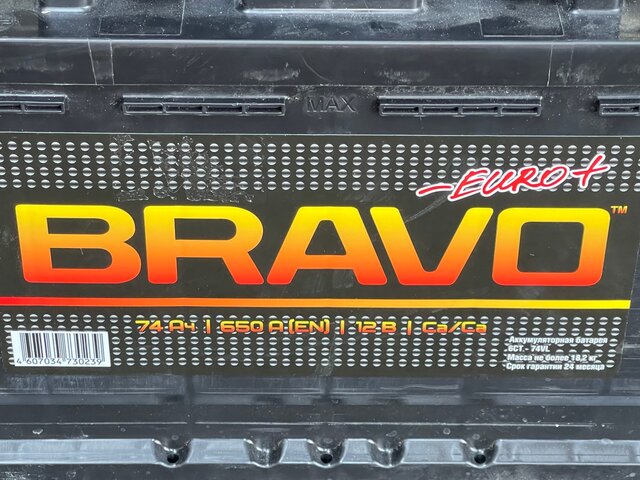 MAX
– EURO +
BRAVO™
74 Ач | 650 А (EN) | 12 В | Ca/Ca
4 607034 730239
Аккумуляторная батарея
6СТ - 74VL
Масса не более 18,2 кг
Срок гарантии 24 месяца